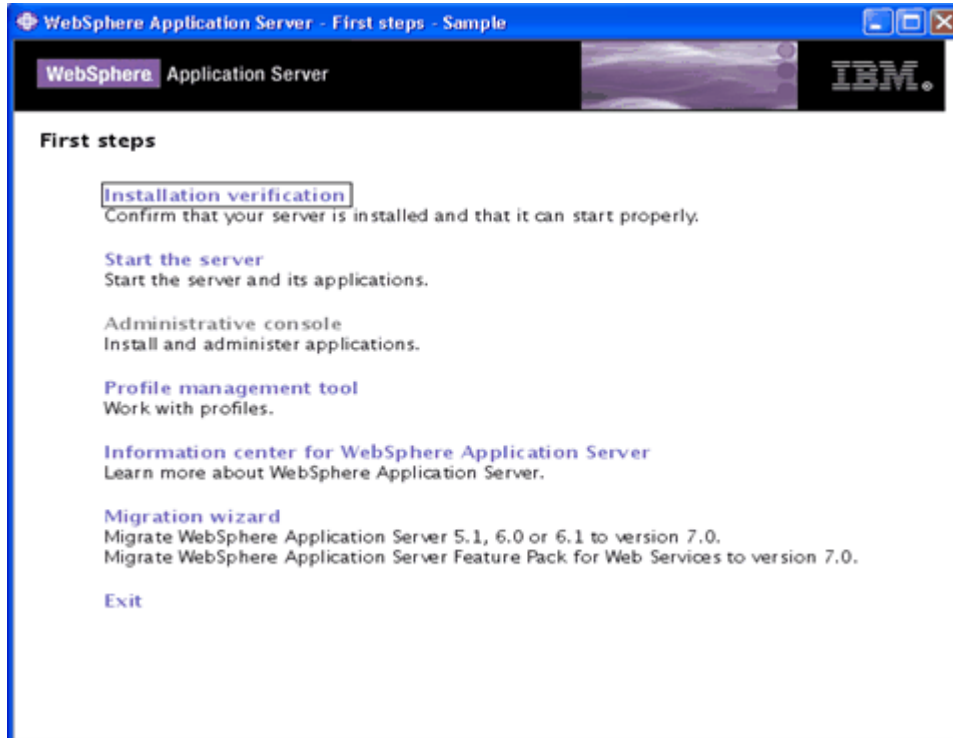 WebSphere Application Server - First steps - Sample
WebSphere Application Server
IBM®
First steps
Installation verification
Confirm that your server is installed and that it can start properly.
Start the server
Start the server and its applications.
Administrative console
Install and administer applications.
Profile management tool
Work with profiles.
Information center for WebSphere Application Server
Learn more about WebSphere Application Server.
Migration wizard
Migrate WebSphere Application Server 5.1, 6.0 or 6.1 to version 7.0.
Migrate WebSphere Application Server Feature Pack for Web Services to version 7.0.
Exit